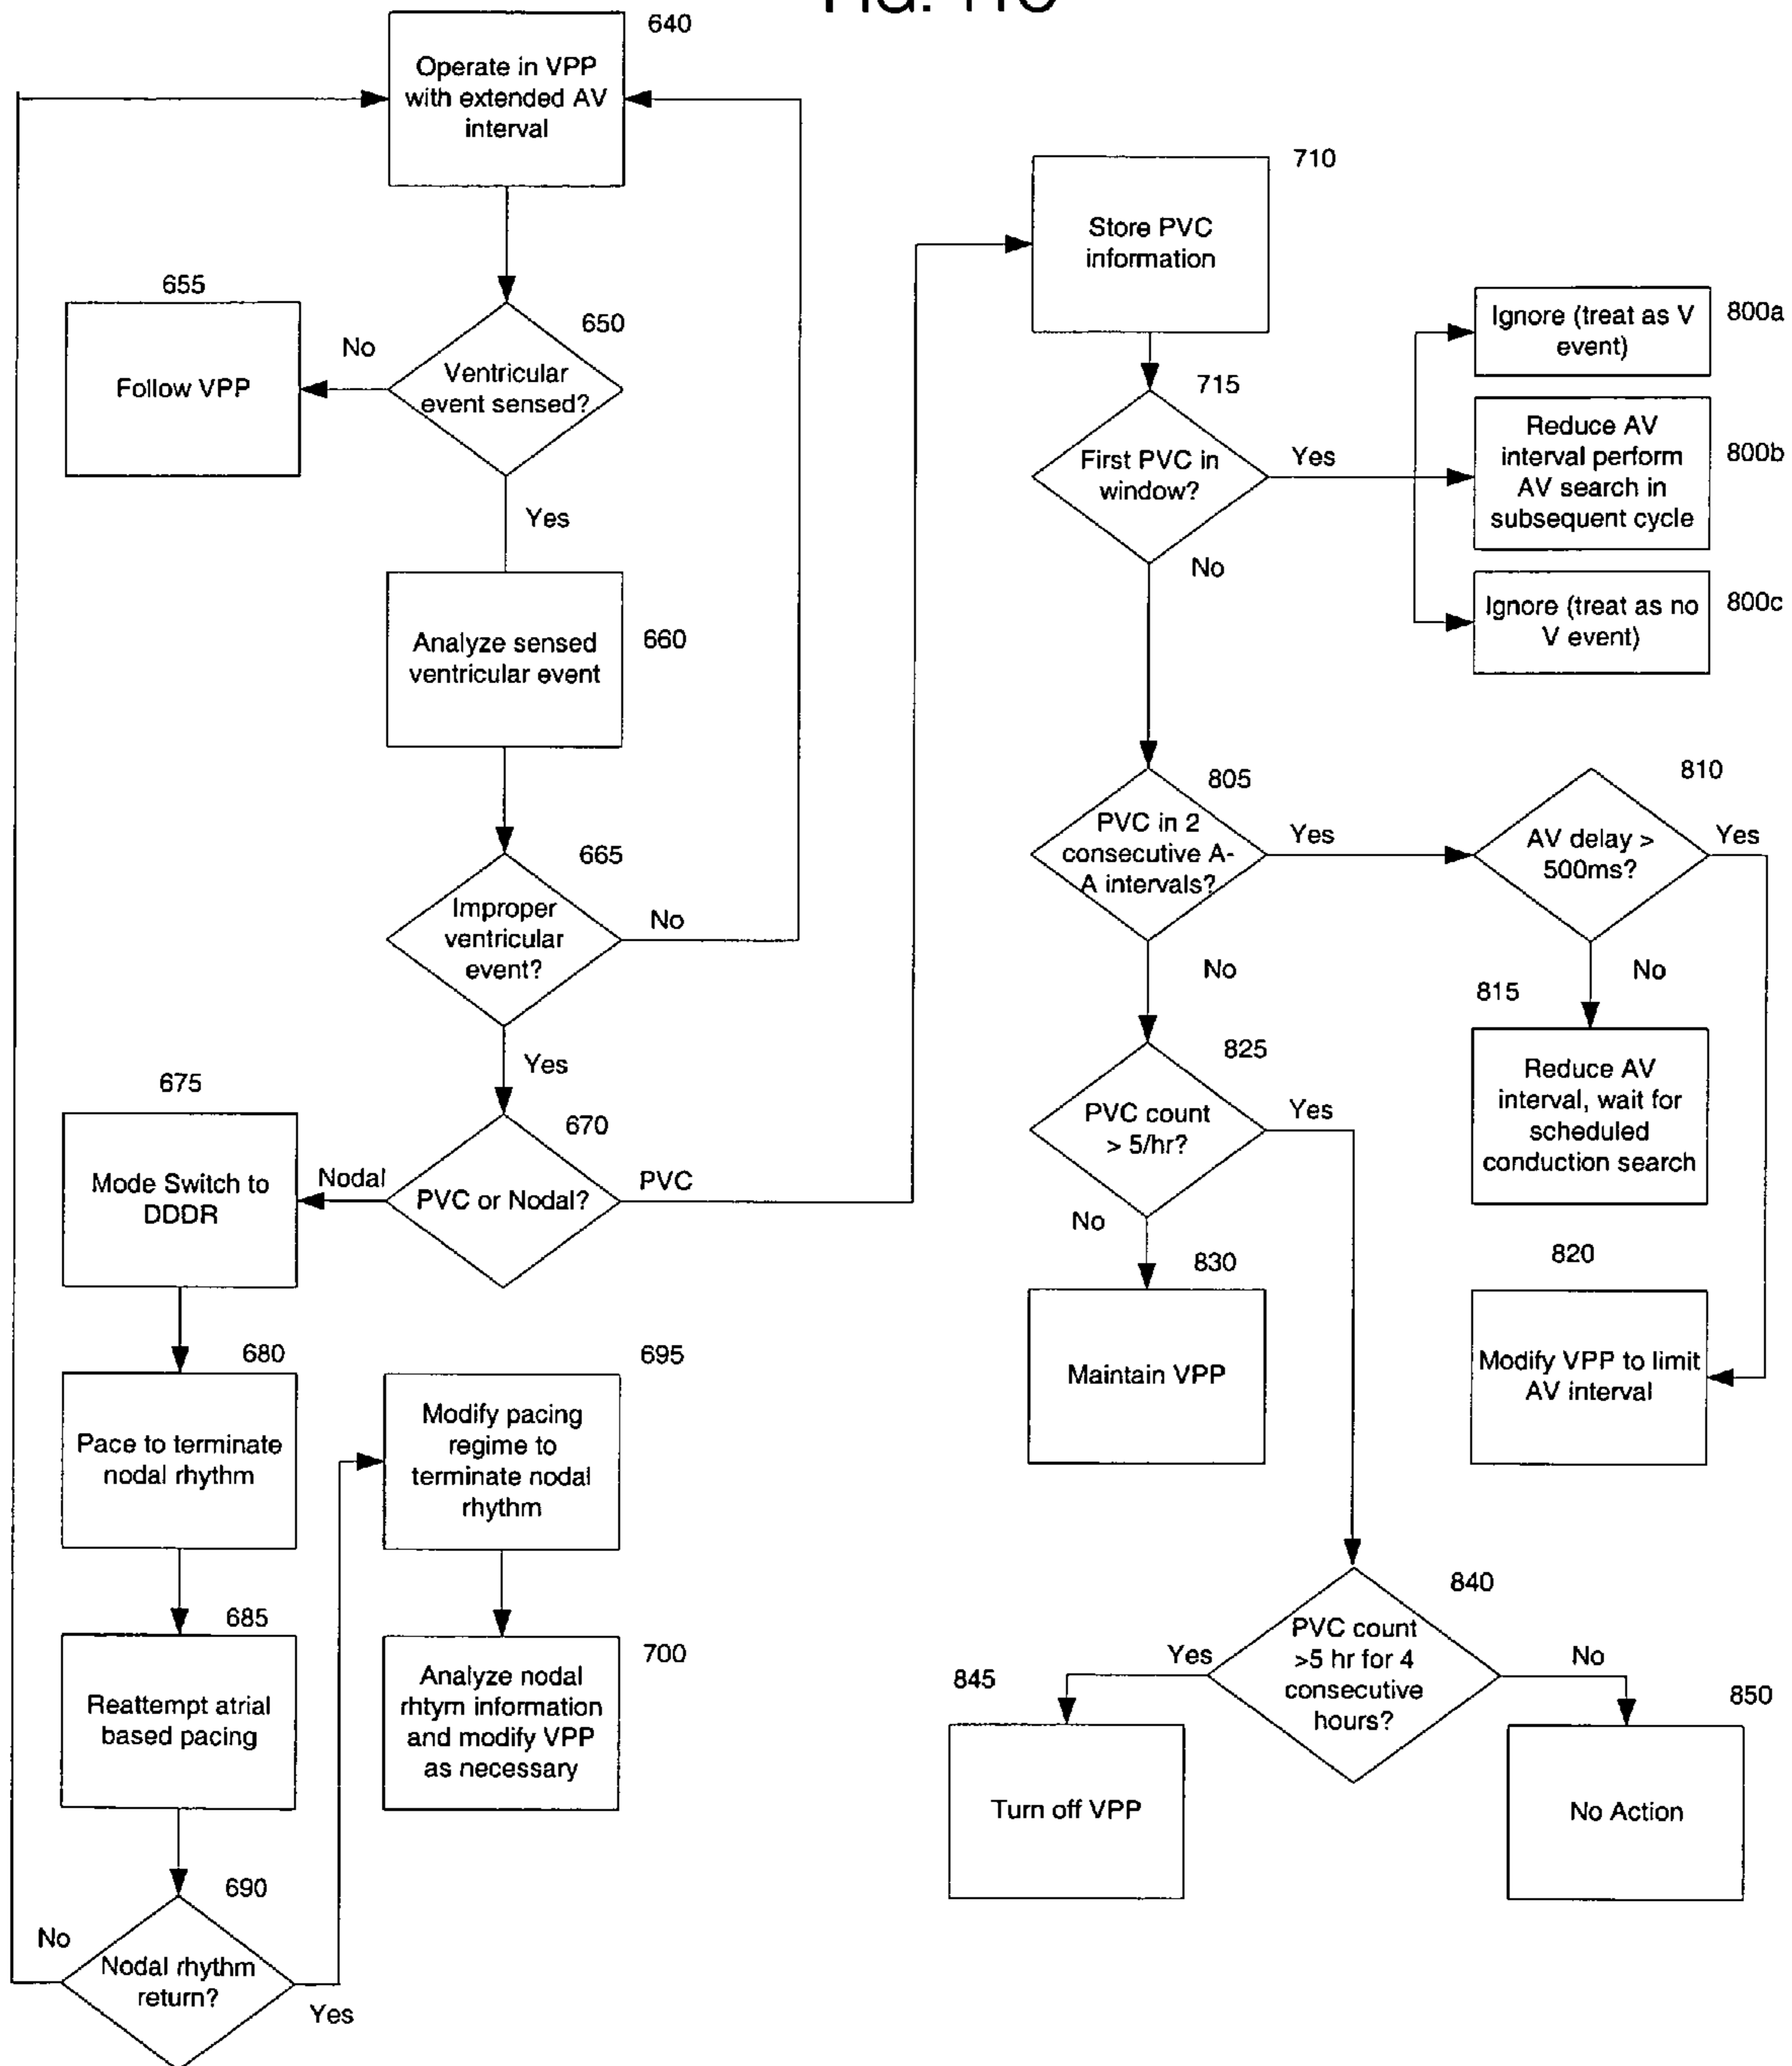 640
Operate in VPP
with extended AV
interval
655
Follow VPP
No
650
Ventricular
event sensed?
Yes
Analyze sensed
ventricular event
660
665
Improper
ventricular
event?
No
Yes
675
Mode Switch to
DDDR
Nodal
670
PVC or Nodal?
PVC
680
Pace to terminate
nodal rhythm
695
Modify pacing
regime to
terminate nodal
rhythm
685
Reattempt atrial
based pacing
700
Analyze nodal
rhtym information
and modify VPP
as necessary
690
No
Nodal rhythm
return?
Yes
710
Store PVC
information
715
First PVC in
window?
Yes
No
Ignore (treat as V
event)
800a
Reduce AV
interval perform
AV search in
subsequent cycle
800b
Ignore (treat as no
V event)
800c
805
PVC in 2
consecutive A-
A intervals?
Yes
No
810
AV delay >
500ms?
Yes
No
815
Reduce AV
interval, wait for
scheduled
conduction search
820
Modify VPP to limit
AV interval
825
PVC count
> 5/hr?
Yes
No
830
Maintain VPP
840
PVC count
>5 hr for 4
consecutive
hours?
Yes
No
845
Turn off VPP
850
No Action